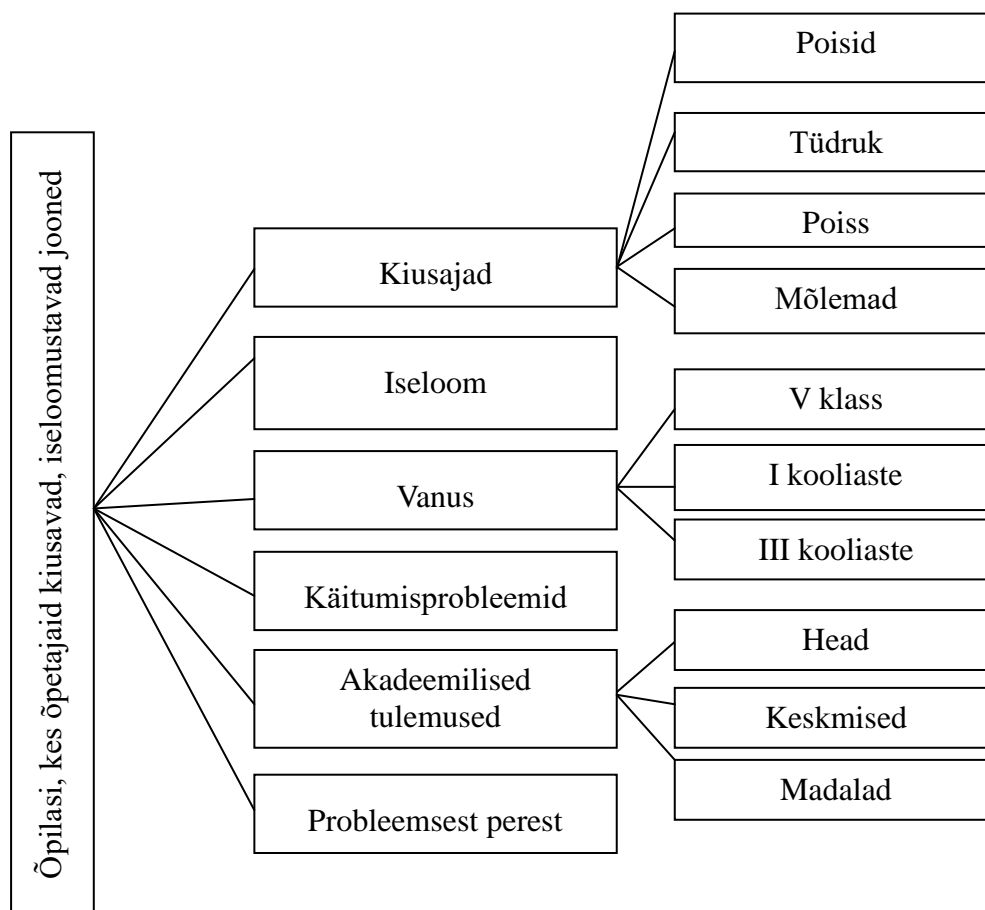 Õpilasi, kes õpetajaid kiusavad, iseloomustavad jooned
Kiusajad
Poisid
Tüdruk
Poiss
Mõlemad
Iseloom
Vanus
V klass
I kooliaste
III kooliaste
Käitumisprobleemid
Akadeemilised
tulemused
Head
Keskmised
Madalad
Probleemsest perest